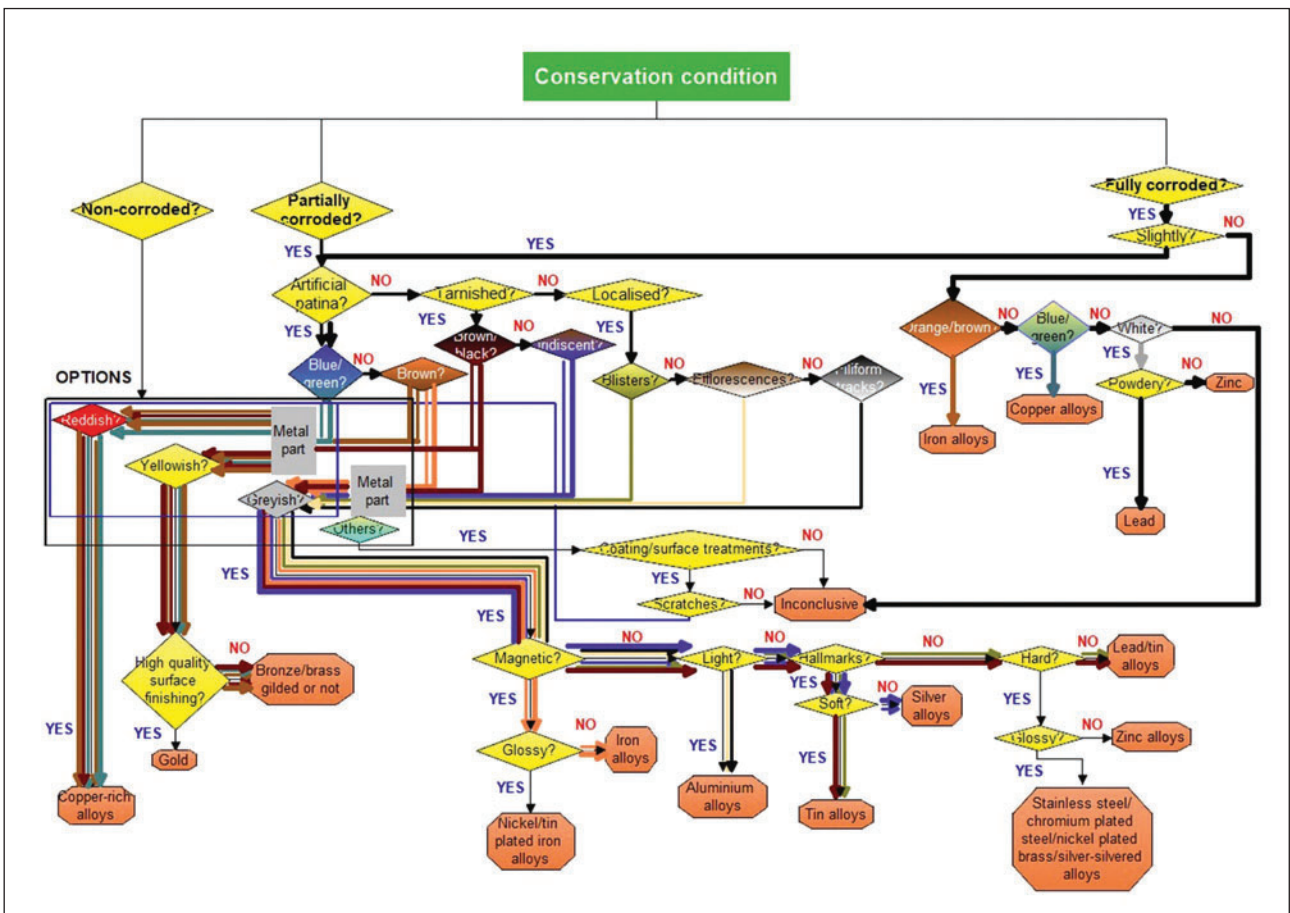 Conservation condition
Non-corroded?
Partially
corroded?
Fully corroded?
YES
YES
YES
NO
Slightly?
Artificial
patina?
NO
Tarnished?
NO
Localised?
YES
YES
YES
Orange/brown?
NO
Blue/
green?
NO
White?
NO
Blue/
green?
NO
Brown?
Brown/
black?
NO
Iridiscent?
Blisters?
NO
Efflorescences?
NO
Filiform
tracks?
YES
YES
YES
Powdery?
NO
Zinc
Iron alloys
Copper alloys
YES
Lead
OPTIONS
Reddish?
Metal
part
Yellowish?
Greyish?
Metal
part
Others?
YES
Coating/surface treatments?
NO
YES
Scratches?
NO
Inconclusive
YES
YES
YES
High quality
surface
finishing?
NO
Bronze/brass
gilded or not
YES
YES
Gold
Copper-rich
alloys
Magnetic?
NO
Light?
NO
Hallmarks?
NO
Hard?
NO
Lead/tin
alloys
YES
YES
Soft?
NO
Silver
alloys
YES
YES
Glossy?
NO
Iron
alloys
Glossy?
NO
Zinc alloys
YES
YES
YES
YES
Nickel/tin
plated iron
alloys
Aluminium
alloys
Tin alloys
Stainless steel/
chromium plated
steel/nickel plated
brass/silver-silvered
alloys